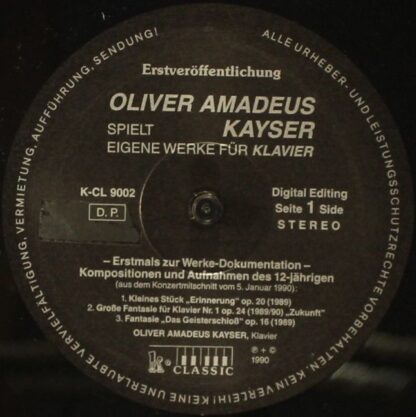 Erstveröffentlichung
OLIVER AMADEUS
SPIELT KAYSER
EIGENE WERKE FÜR KLAVIER
K-CL 9002
D. P.
Digital Editing
Seite 1 Side
STEREO
– Erstmals zur Werke-Dokumentation –
Kompositionen und Aufnahmen des 12-jährigen
(aus dem Konzertmitschnitt vom 5. Januar 1990):
1. Kleines Stück „Erinnerung" op. 20 (1989)
2. Große Fantasie für Klavier Nr. 1 op. 24 (1989/90) „Zukunft"
3. Fantasie „Das Geisterschloß" op. 16 (1989)
OLIVER AMADEUS KAYSER, Klavier
k
CLASSIC
℗ + ©
1990
ALLE URHEBER- UND LEISTUNGSSCHUTZRECHTE VORBEHALTEN. KEIN VERLEIH! KEINE UNERLAUBTE VERVIELFÄLTIGUNG, VERMIETUNG, AUFFÜHRUNG, SENDUNG!